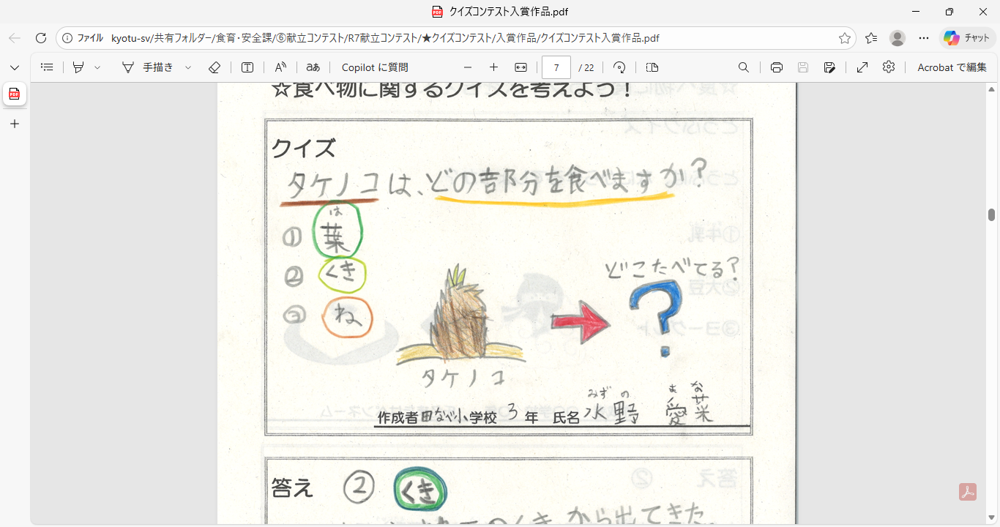 クイズコンテスト入賞作品.pdf
ファイル kyotu-sv/共有フォルダー/食育・安全課/⑥献立コンテスト/R7献立コンテスト/★クイズコンテスト/入賞作品/クイズコンテスト入賞作品.pdf
チャット
手描き
aあ
Copilot に質問
7 / 22
Acrobat で編集
☆食べ物に関するクイズを考えよう！
クイズ
タケノコは、どの部分を食べますか?
は
① 葉
② くき
③ ね
どこたべてる?
?
タケノコ
みずの まな
作成者田なべ小学校 3 年 氏名 水野 愛菜
答え ② くき
のくきから出てきた